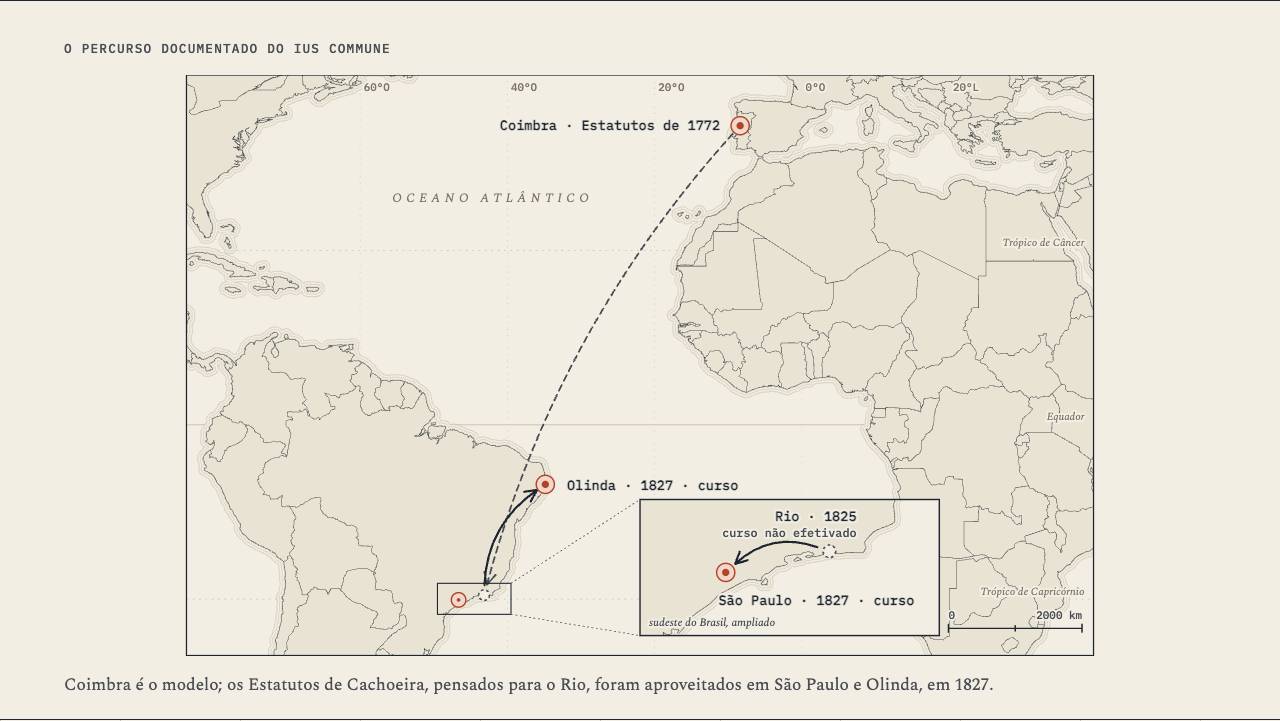 O PERCURSO DOCUMENTADO DO IUS COMMUNE
60°O
40°O
20°O
0°O
20°L
Coimbra · Estatutos de 1772
OCEANO ATLÂNTICO
Trópico de Câncer
Equador
Olinda · 1827 · curso
Rio · 1825
curso não efetivado
São Paulo · 1827 · curso
sudeste do Brasil, ampliado
Trópico de Capricórnio
0
2000 km
Coimbra é o modelo; os Estatutos de Cachoeira, pensados para o Rio, foram aproveitados em São Paulo e Olinda, em 1827.